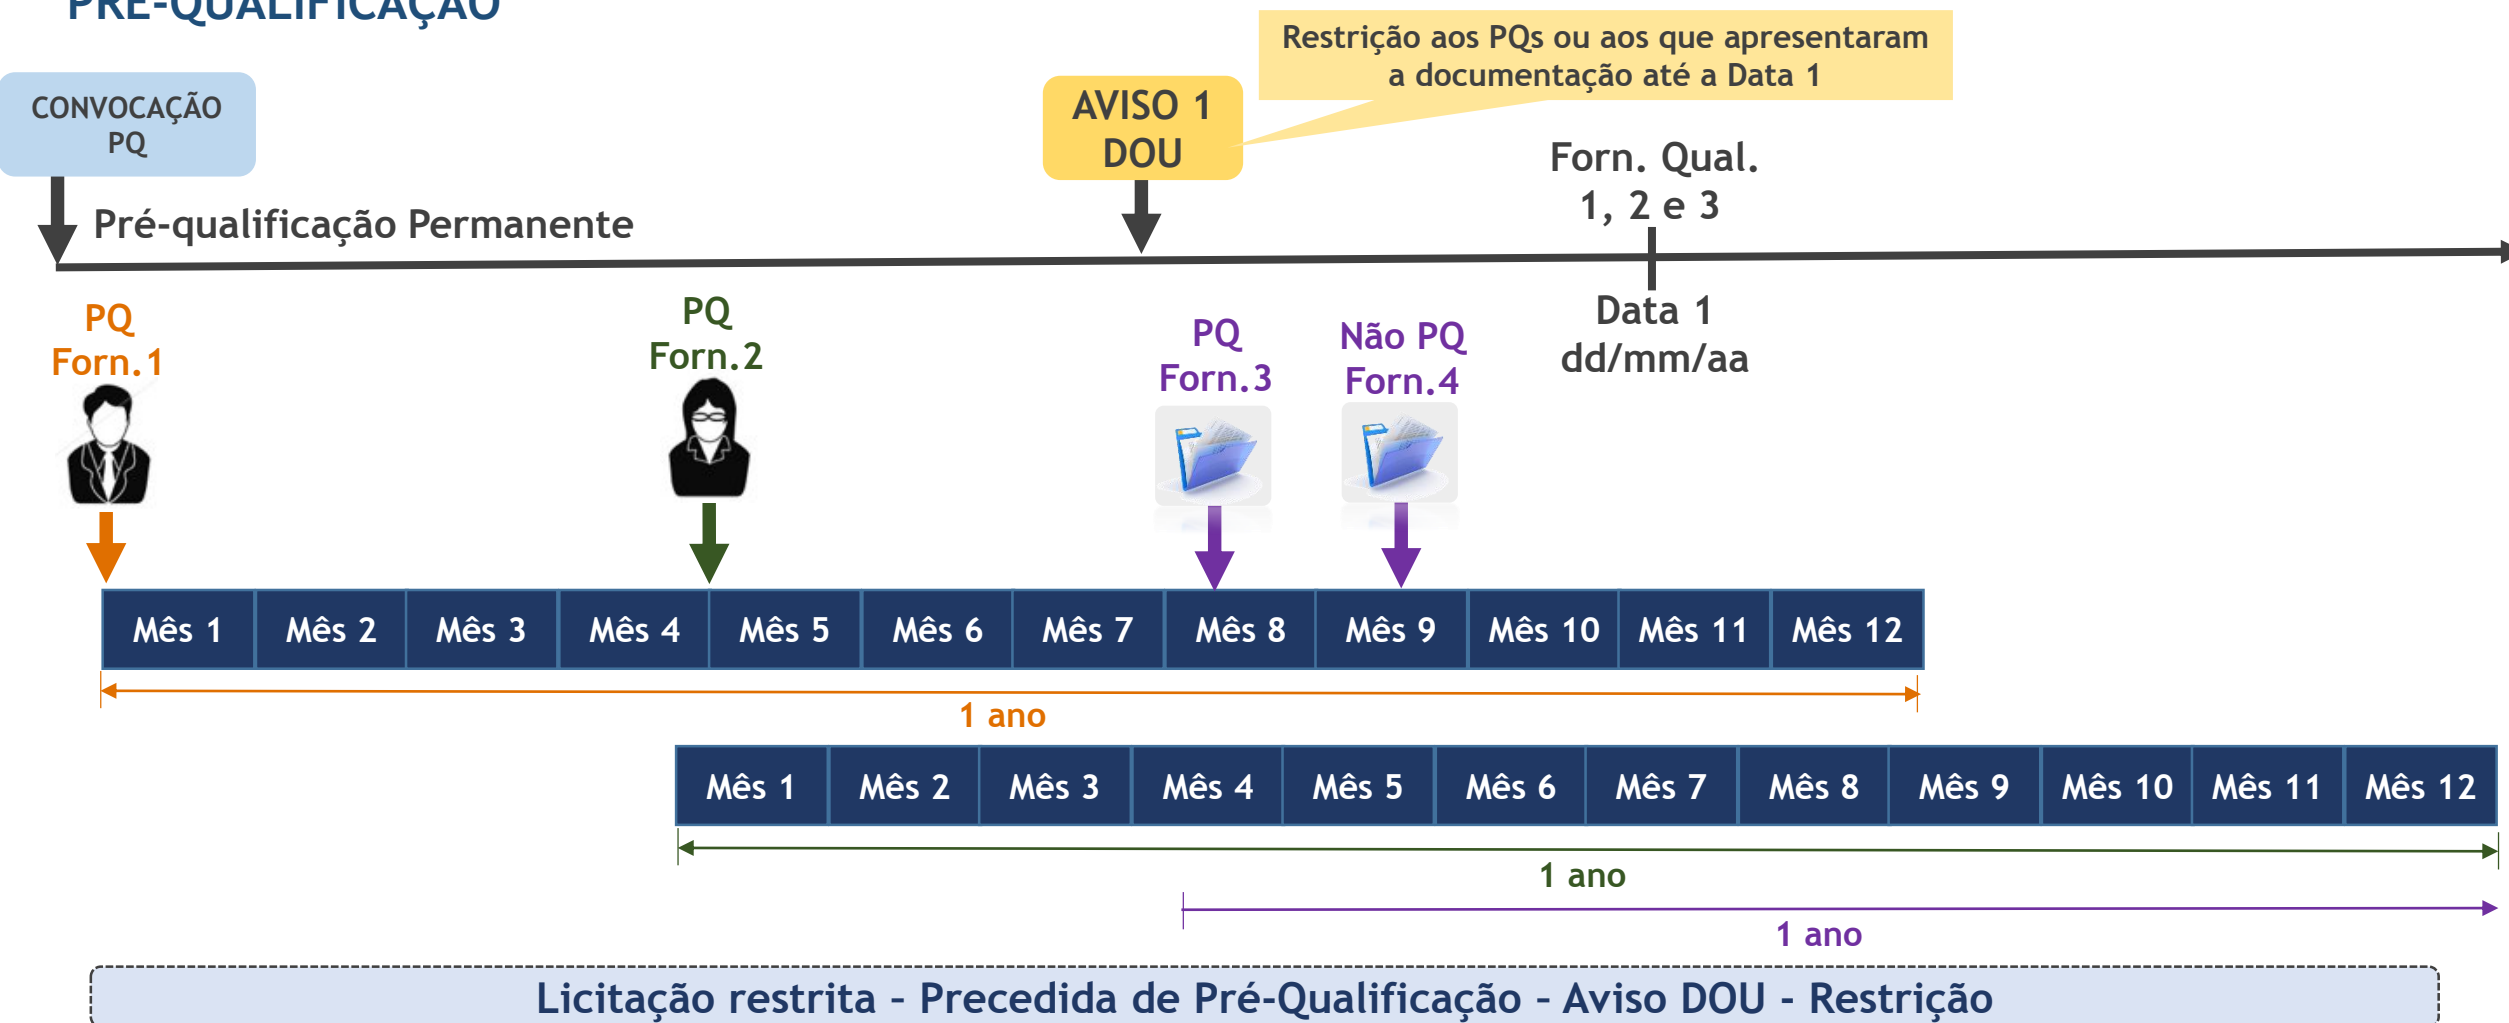 PRÉ-QUALIFICAÇÃO
Restrição aos PQs ou aos que apresentaram
a documentação até a Data 1
CONVOCAÇÃO
PQ
AVISO 1
DOU
Forn. Qual.
1, 2 e 3
Pré-qualificação Permanente
Data 1
dd/mm/aa
PQ
Forn.1
PQ
Forn.2
PQ
Forn.3
Não PQ
Forn.4
Mês 1 Mês 2 Mês 3 Mês 4 Mês 5 Mês 6 Mês 7 Mês 8 Mês 9 Mês 10 Mês 11 Mês 12
1 ano
Mês 1 Mês 2 Mês 3 Mês 4 Mês 5 Mês 6 Mês 7 Mês 8 Mês 9 Mês 10 Mês 11 Mês 12
1 ano
1 ano
Licitação restrita – Precedida de Pré-Qualificação – Aviso DOU - Restrição